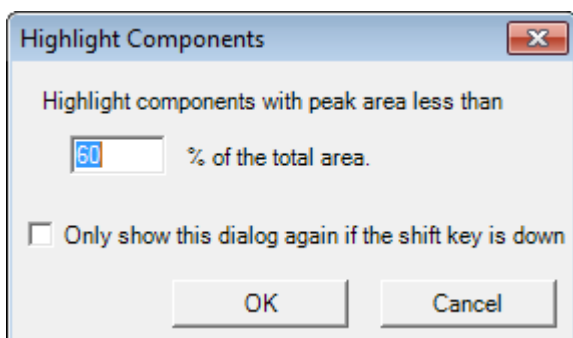 Highlight Components
Highlight components with peak area less than
60 % of the total area.
Only show this dialog again if the shift key is down
OK Cancel